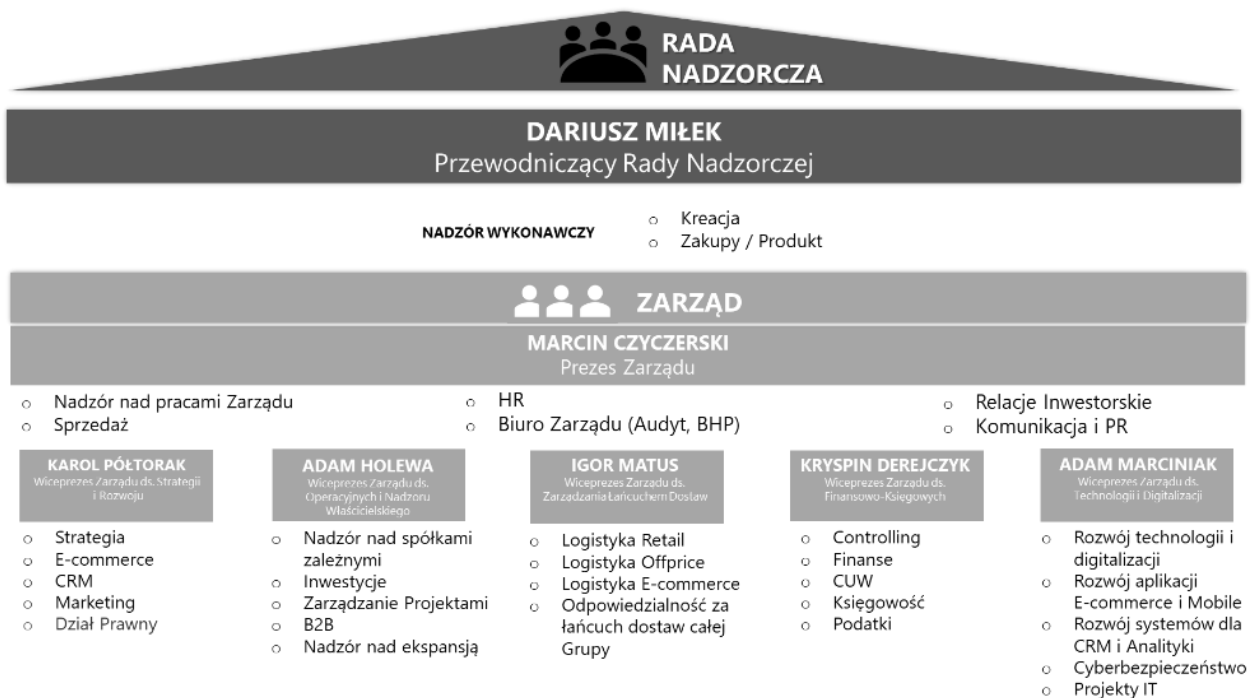 RADA
NADZORCZA
DARIUSZ MIŁEK
Przewodniczący Rady Nadzorczej
NADZÓR WYKONAWCZY
○ Kreacja
○ Zakupy / Produkt
ZARZĄD
MARCIN CZYCZERSKI
Prezes Zarządu
○ Nadzór nad pracami Zarządu
○ Sprzedaż
○ HR
○ Biuro Zarządu (Audyt, BHP)
○ Relacje Inwestorskie
○ Komunikacja i PR
KAROL PÓŁTORAK
Wiceprezes Zarządu ds. Strategii
i Rozwoju
○ Strategia
○ E-commerce
○ CRM
○ Marketing
○ Dział Prawny
ADAM HOLEWA
Wiceprezes Zarządu ds.
Operacyjnych i Nadzoru
Właścicielskiego
○ Nadzór nad spółkami
zależnymi
○ Inwestycje
○ Zarządzanie Projektami
○ B2B
○ Nadzór nad ekspansją
IGOR MATUS
Wiceprezes Zarządu ds.
Zarządzania Łańcuchem Dostaw
○ Logistyka Retail
○ Logistyka Offprice
○ Logistyka E-commerce
○ Odpowiedzialność za
łańcuch dostaw całej
Grupy
KRYSPIN DEREJCZYK
Wiceprezes Zarządu ds.
Finansowo-Księgowych
○ Controlling
○ Finanse
○ CUW
○ Księgowość
○ Podatki
ADAM MARCINIAK
Wiceprezes Zarządu ds.
Technologii i Digitalizacji
○ Rozwój technologii i
digitalizacji
○ Rozwój aplikacji
E-commerce i Mobile
○ Rozwój systemów dla
CRM i Analityki
○ Cyberbezpieczeństwo
○ Projekty IT